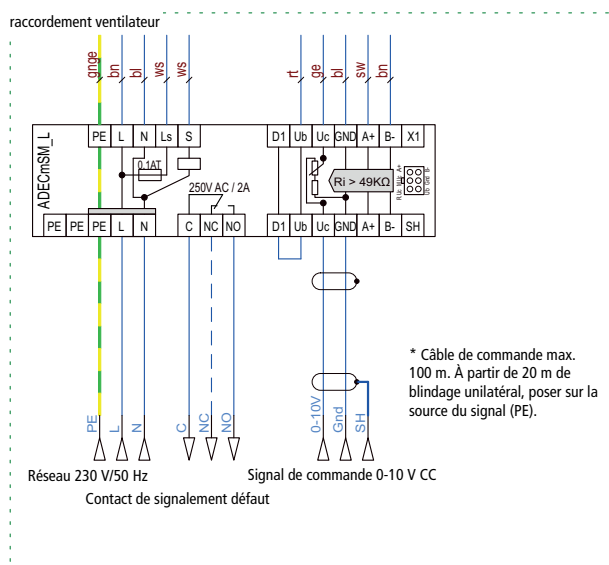 raccordement ventilateur
gnge bn bl ws ws rt ge bl sw bn
PE L N Ls S D1 Ub Uc GND A+ B- X1
ADECmSM_L
0.1AT
250V AC / 2A
Ri > 49KΩ
PE PE PE L N C NC NO D1 Ub Uc GND A+ B- SH
* Câble de commande max.
100 m. À partir de 20 m de
blindage unilatéral, poser sur la
source du signal (PE).
PE L N C NC NO 0-10V Gnd SH
Réseau 230 V/50 Hz
Signal de commande 0-10 V CC
Contact de signalement défaut